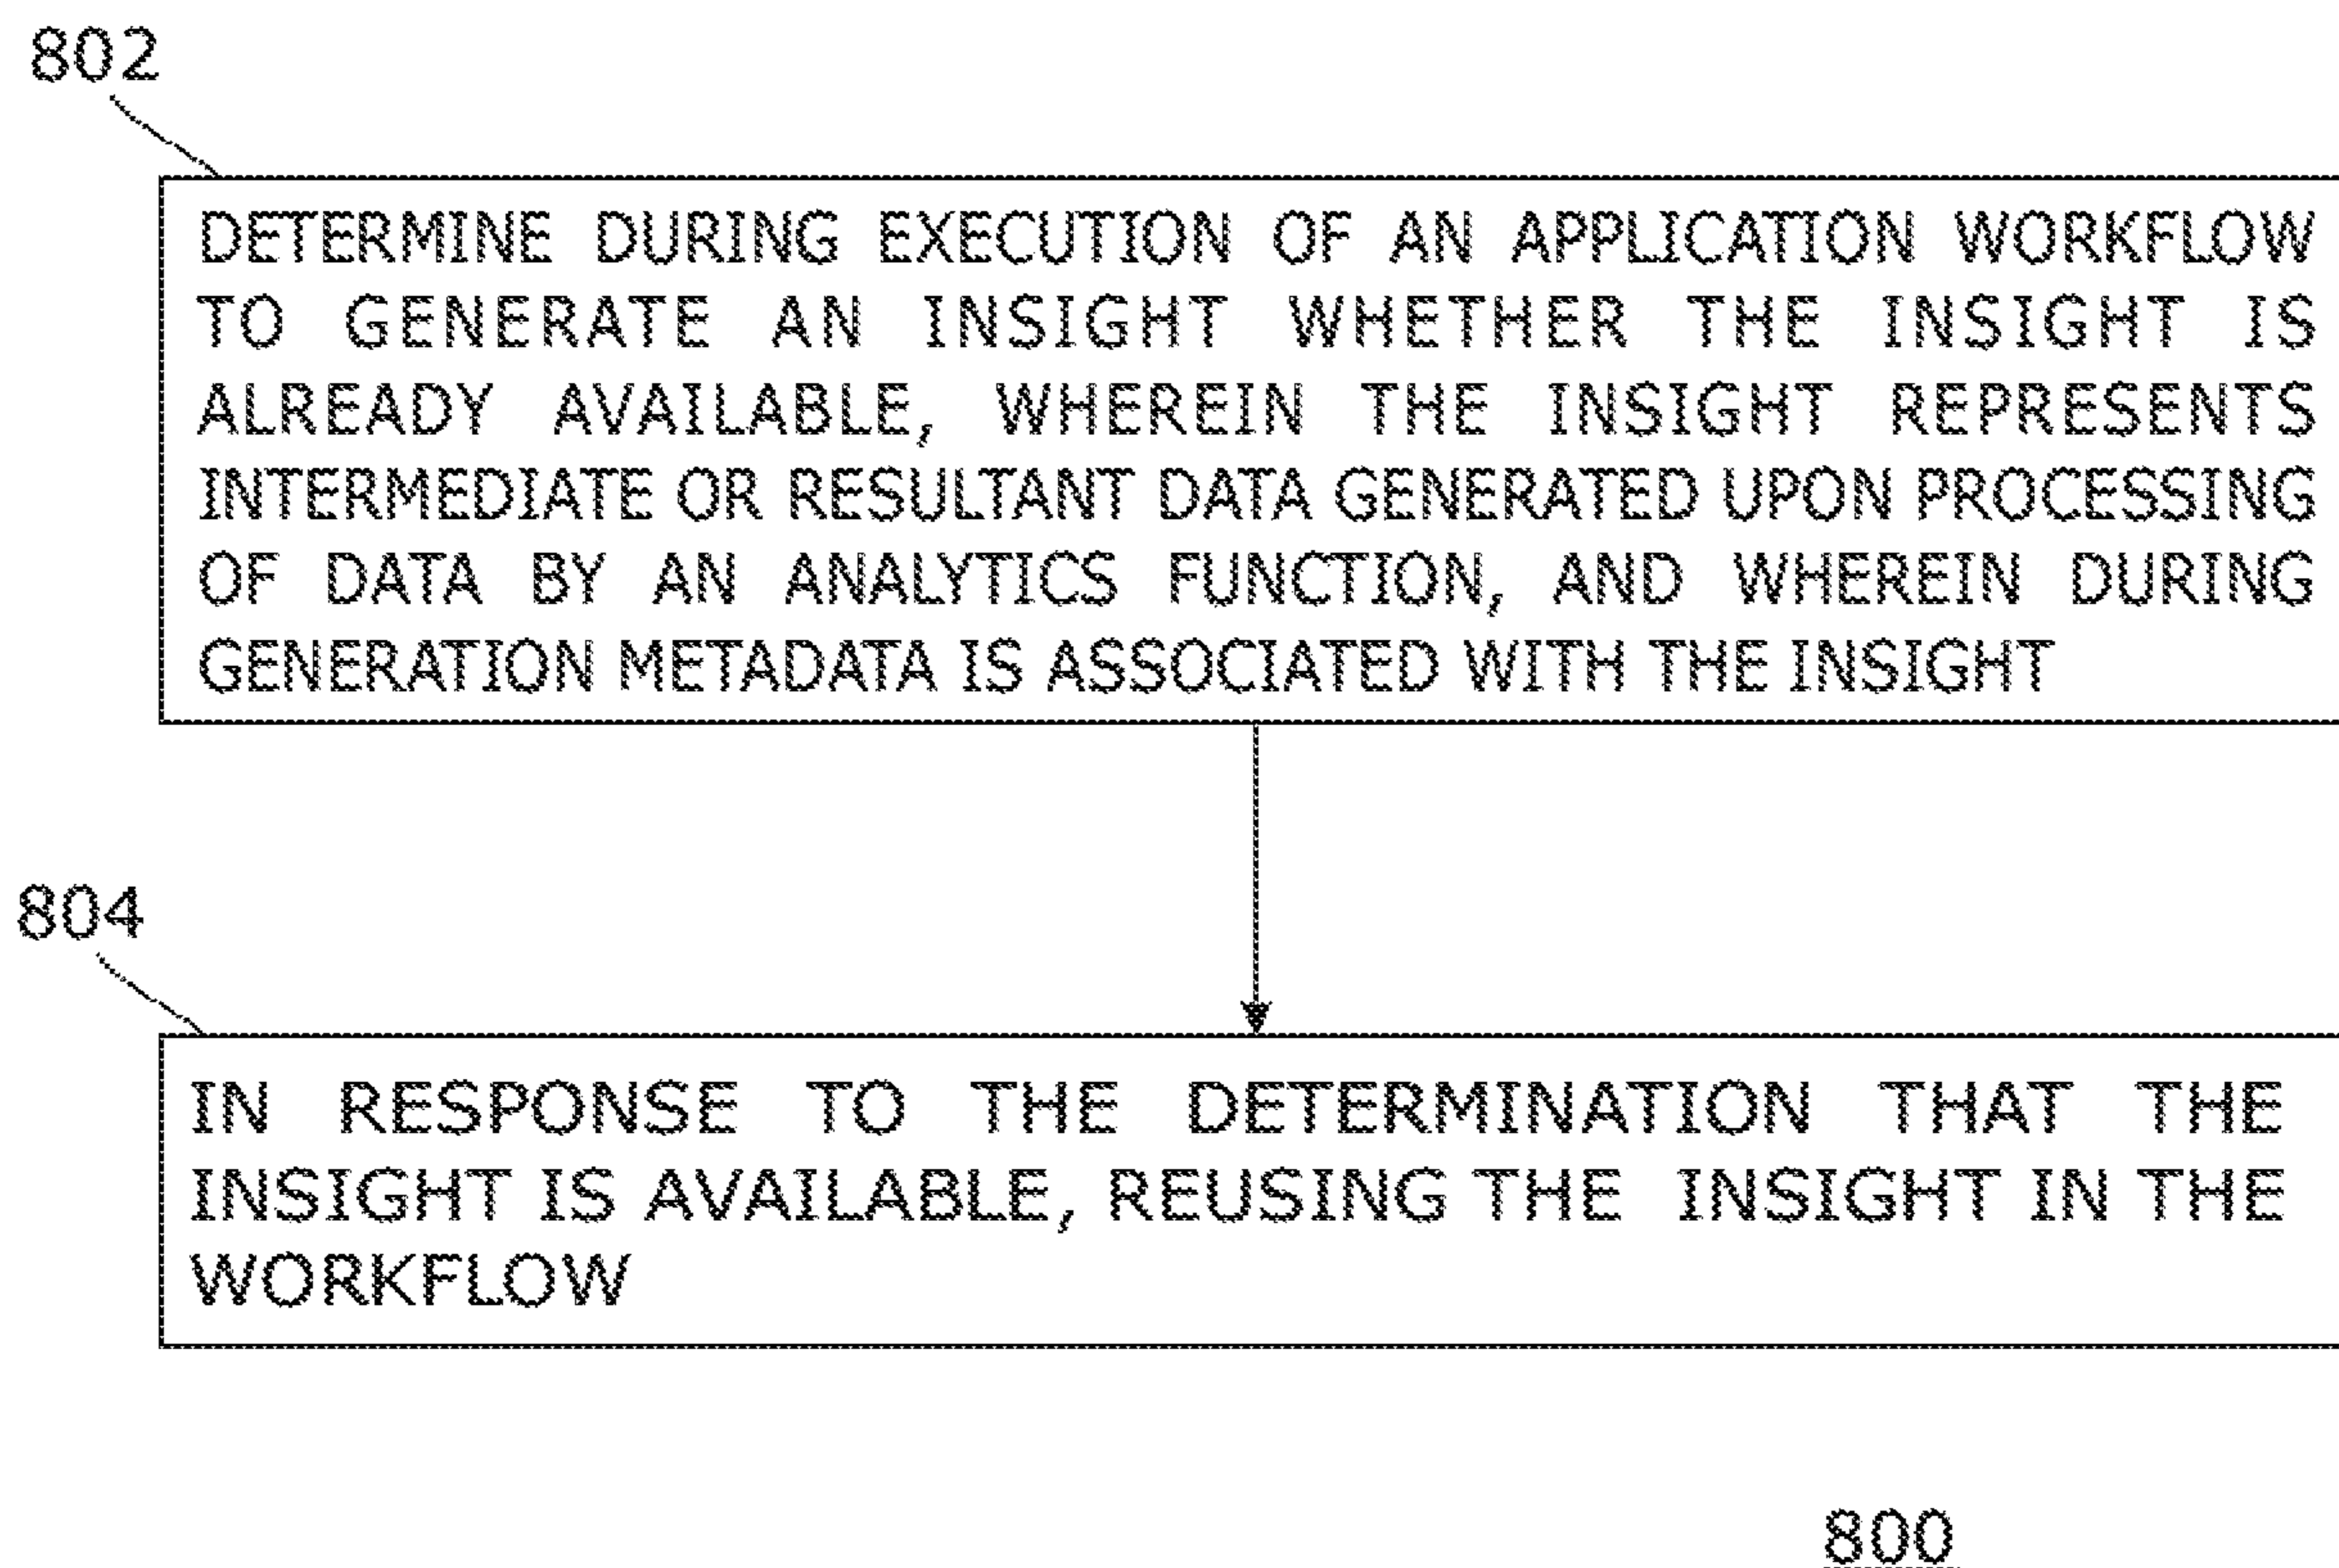 802
DETERMINE DURING EXECUTION OF AN APPLICATION WORKFLOW
TO GENERATE AN INSIGHT WHETHER THE INSIGHT IS
ALREADY AVAILABLE, WHEREIN THE INSIGHT REPRESENTS
INTERMEDIATE OR RESULTANT DATA GENERATED UPON PROCESSING
OF DATA BY AN ANALYTICS FUNCTION, AND WHEREIN DURING
GENERATION METADATA IS ASSOCIATED WITH THE INSIGHT
804
IN RESPONSE TO THE DETERMINATION THAT THE
INSIGHT IS AVAILABLE, REUSING THE INSIGHT IN THE
WORKFLOW
800